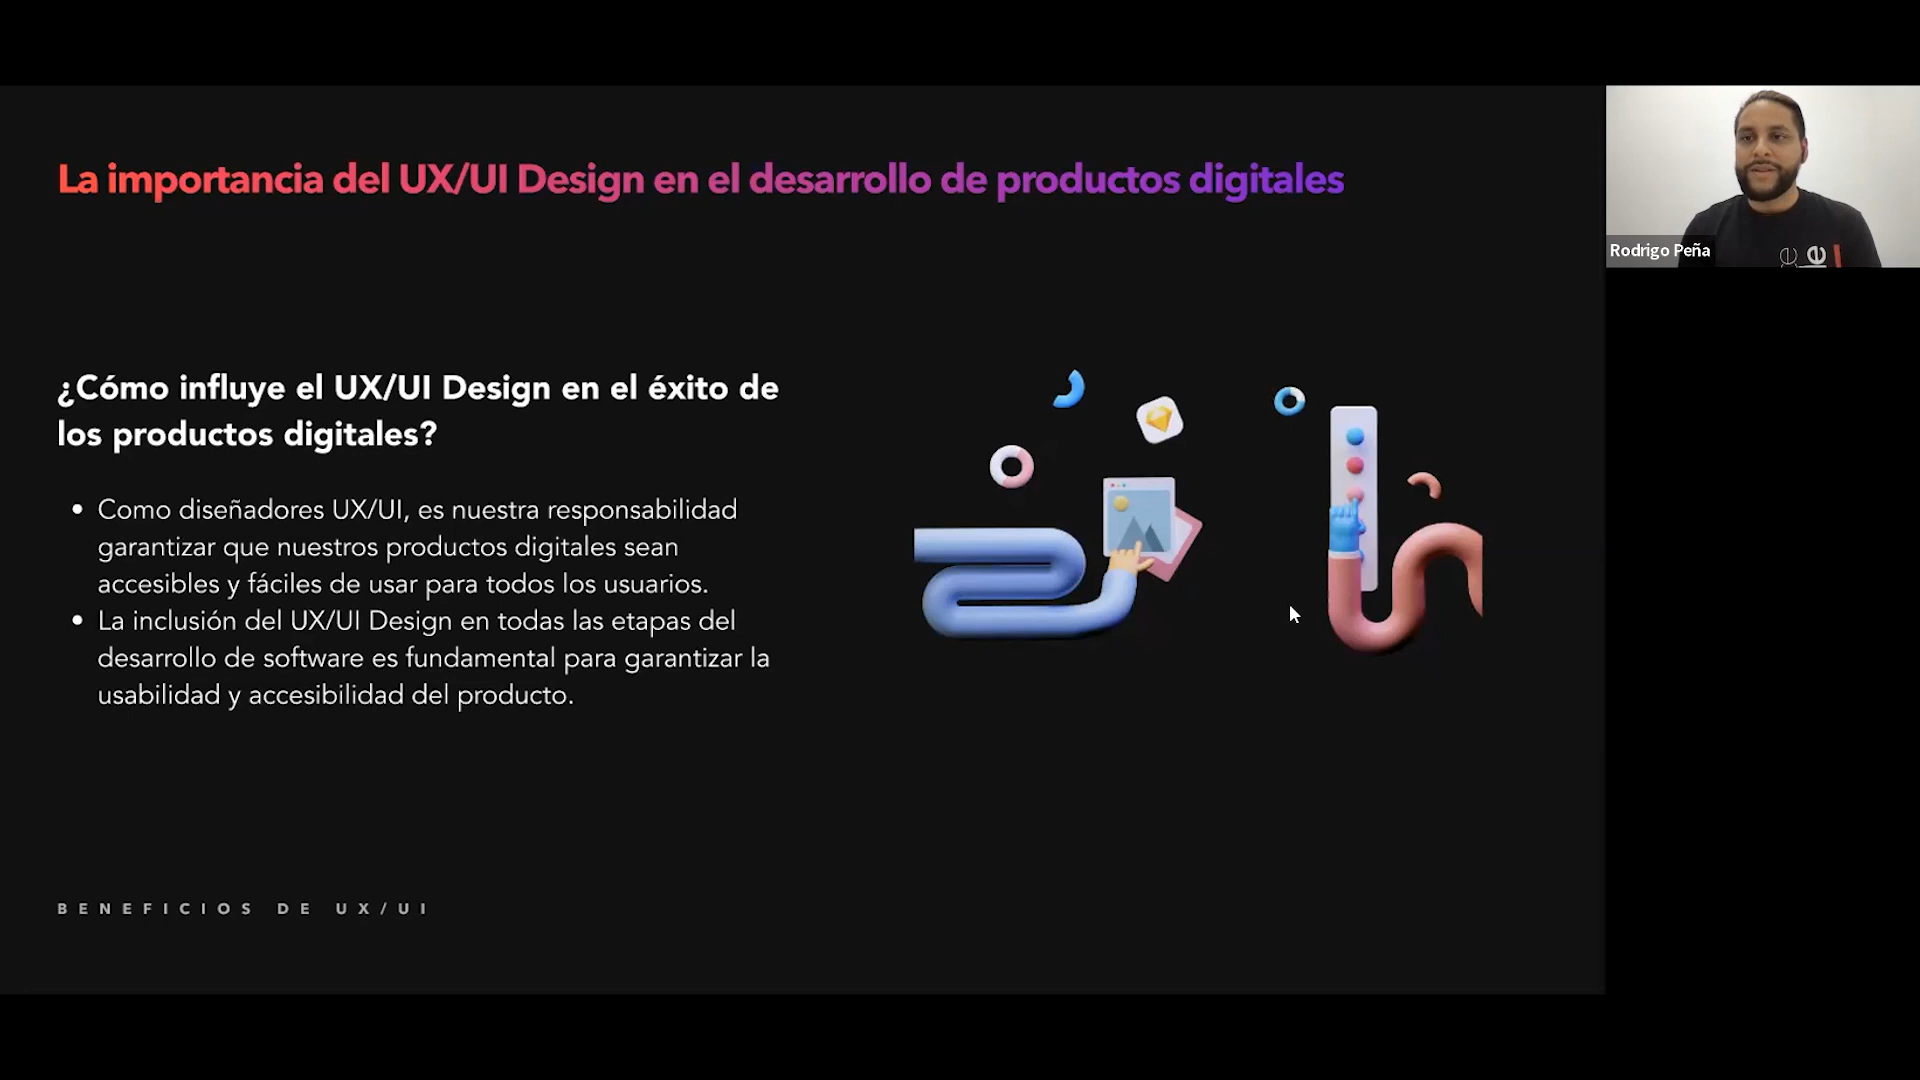 La importancia del UX/UI Design en el desarrollo de productos digitales
Rodrigo Peña
¿Cómo influye el UX/UI Design en el éxito de
los productos digitales?
• Como diseñadores UX/UI, es nuestra responsabilidad
garantizar que nuestros productos digitales sean
accesibles y fáciles de usar para todos los usuarios.
• La inclusión del UX/UI Design en todas las etapas del
desarrollo de software es fundamental para garantizar la
usabilidad y accesibilidad del producto.
BENEFICIOS DE UX/UI